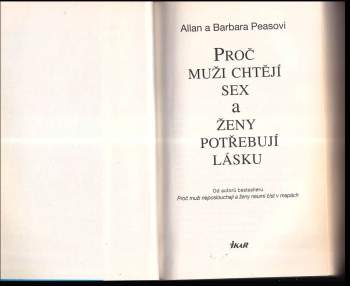 Allan a Barbara Peasovi
PROČ
MUŽI CHTĚJÍ
SEX
a
ŽENY
POTŘEBUJÍ
LÁSKU
Od autorů bestselleru
Proč muži neposlouchají a ženy neumí číst v mapách
IKAR